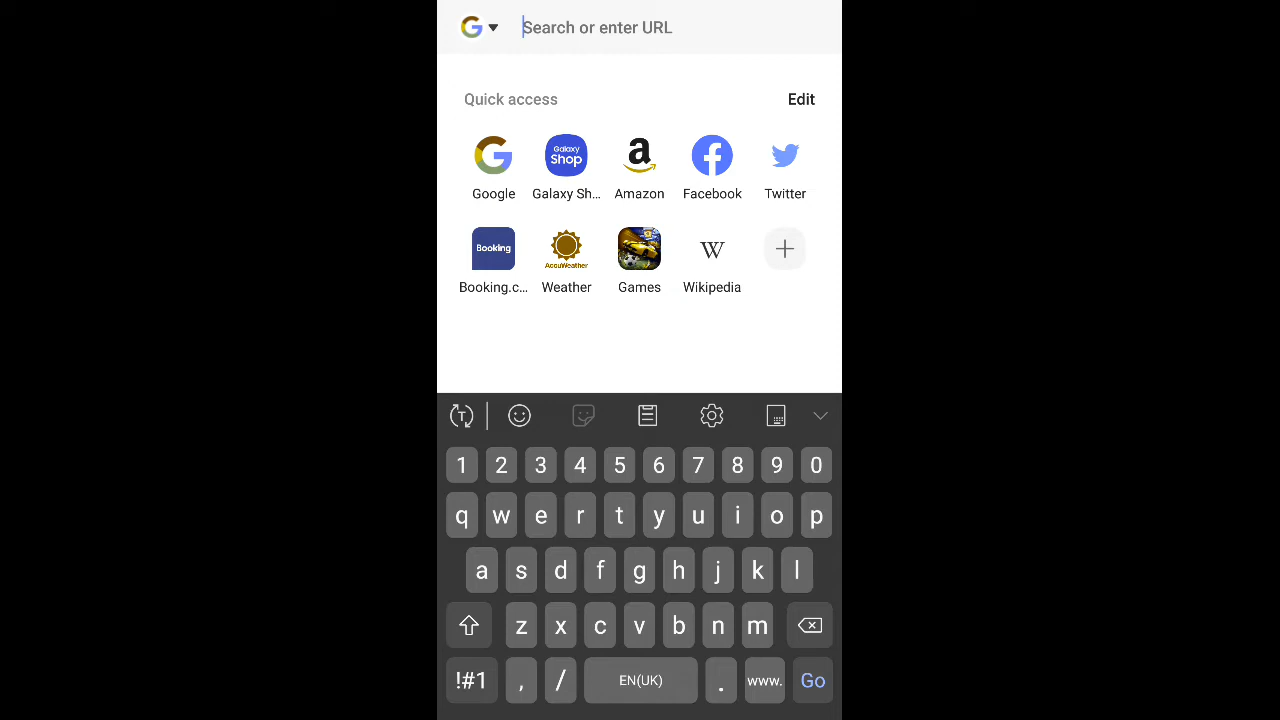 Search or enter URL
Quick access Edit
Galaxy Shop
a
Google Galaxy Sh... Amazon Facebook Twitter
Booking
AccuWeather
W
Booking.c... Weather Games Wikipedia
T
1 2 3 4 5 6 7 8 9 0
q w e r t y u i o p
a s d f g h j k l
z x c v b n m
!#1 , / EN(UK) . www. Go